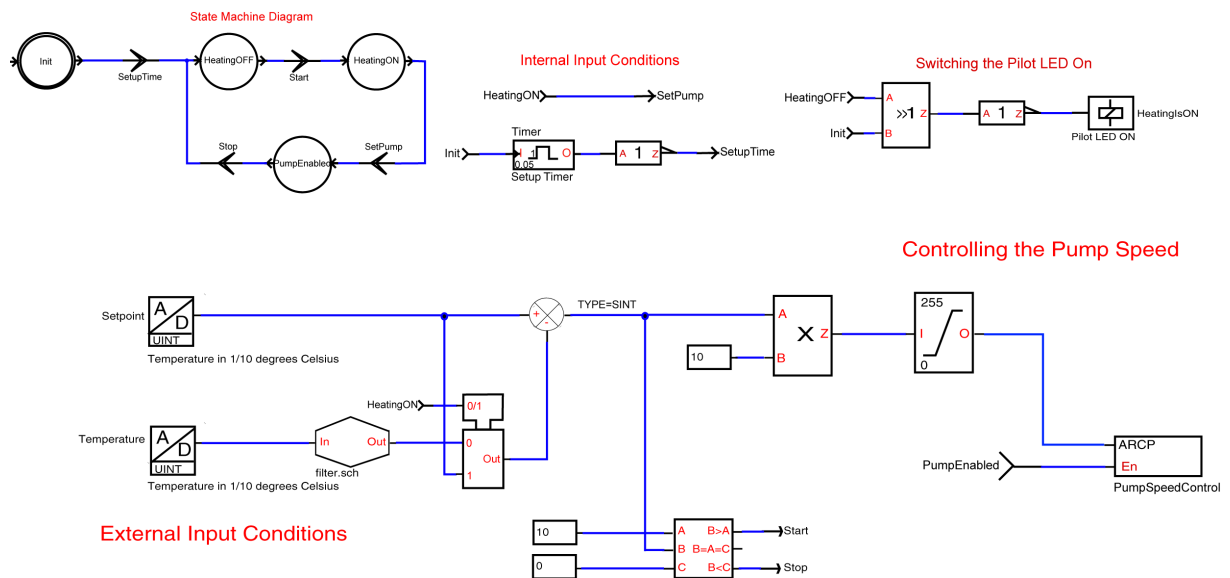 State Machine Diagram
Init
SetupTime
HeatingOFF
Start
HeatingON
Stop
PumpEnabled
SetPump
Internal Input Conditions
HeatingON
SetPump
Timer
Init
I
1
O
0.05
Setup Timer
A
1
Z
SetupTime
Switching the Pilot LED On
HeatingOFF
Init
A
B
>>1
Z
A
1
Z
HeatingIsON
Pilot LED ON
Controlling the Pump Speed
Setpoint
A
D
UINT
Temperature in 1/10 degrees Celsius
+
-
TYPE=SINT
10
A
B
X
Z
255
I
O
0
HeatingON
0/1
Temperature
A
D
UINT
Temperature in 1/10 degrees Celsius
In
Out
filter.sch
0
1
Out
PumpEnabled
ARCP
En
PumpSpeedControl
External Input Conditions
10
0
A
B
C
B>A
B=A=C
B<C
Start
Stop